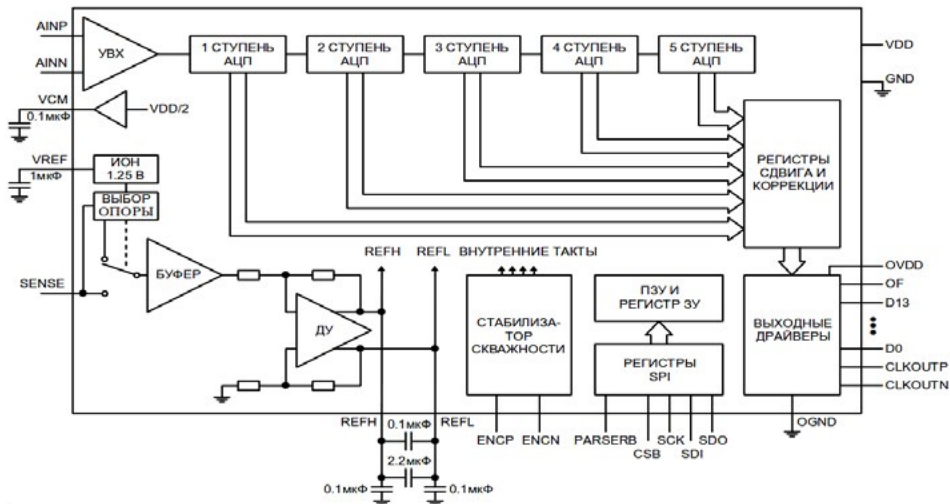 AINP
AINN
УВХ
1 СТУПЕНЬ
АЦП
2 СТУПЕНЬ
АЦП
3 СТУПЕНЬ
АЦП
4 СТУПЕНЬ
АЦП
5 СТУПЕНЬ
АЦП
VDD
GND
VCM
0.1мкФ
VDD/2
VREF
1мкФ
ИОН
1.25 В
ВЫБОР
ОПОРЫ
РЕГИСТРЫ
СДВИГА И
КОРРЕКЦИИ
SENSE
БУФЕР
ДУ
REFH
REFL
ВНУТРЕННИЕ ТАКТЫ
СТАБИЛИЗА-
ТОР
СКВАЖНОСТИ
ПЗУ И
РЕГИСТР ЗУ
РЕГИСТРЫ
SPI
ВЫХОДНЫЕ
ДРАЙВЕРЫ
OVDD
OF
D13
D0
CLKOUTP
CLKOUTN
OGND
REFH
REFL
ENCP
ENCN
PARSERB
CSB
SCK
SDI
SDO
0.1мкФ
2.2мкФ
0.1мкФ
0.1мкФ